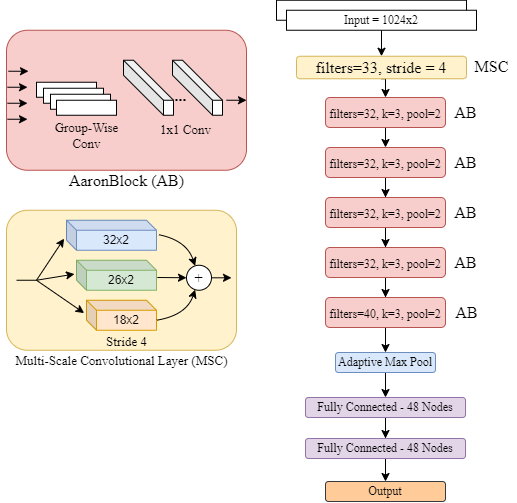 Group-Wise
Conv
1x1 Conv
AaronBlock (AB)
32x2
26x2
18x2
+
Stride 4
Multi-Scale Convolutional Layer (MSC)
Input = 1024x2
filters=33, stride = 4
MSC
filters=32, k=3, pool=2
AB
filters=32, k=3, pool=2
AB
filters=32, k=3, pool=2
AB
filters=32, k=3, pool=2
AB
filters=40, k=3, pool=2
AB
Adaptive Max Pool
Fully Connected - 48 Nodes
Fully Connected - 48 Nodes
Output